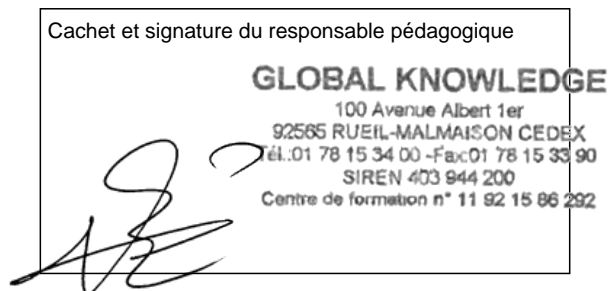 Cachet et signature du responsable pédagogique
GLOBAL KNOWLEDGE
100 Avenue Albert 1er
92565 RUEIL-MALMAISON CEDEX
Tél.:01 78 15 34 00 -Fax:01 78 15 33 90
SIREN 403 944 200
Centre de formation n° 11 92 15 86 292